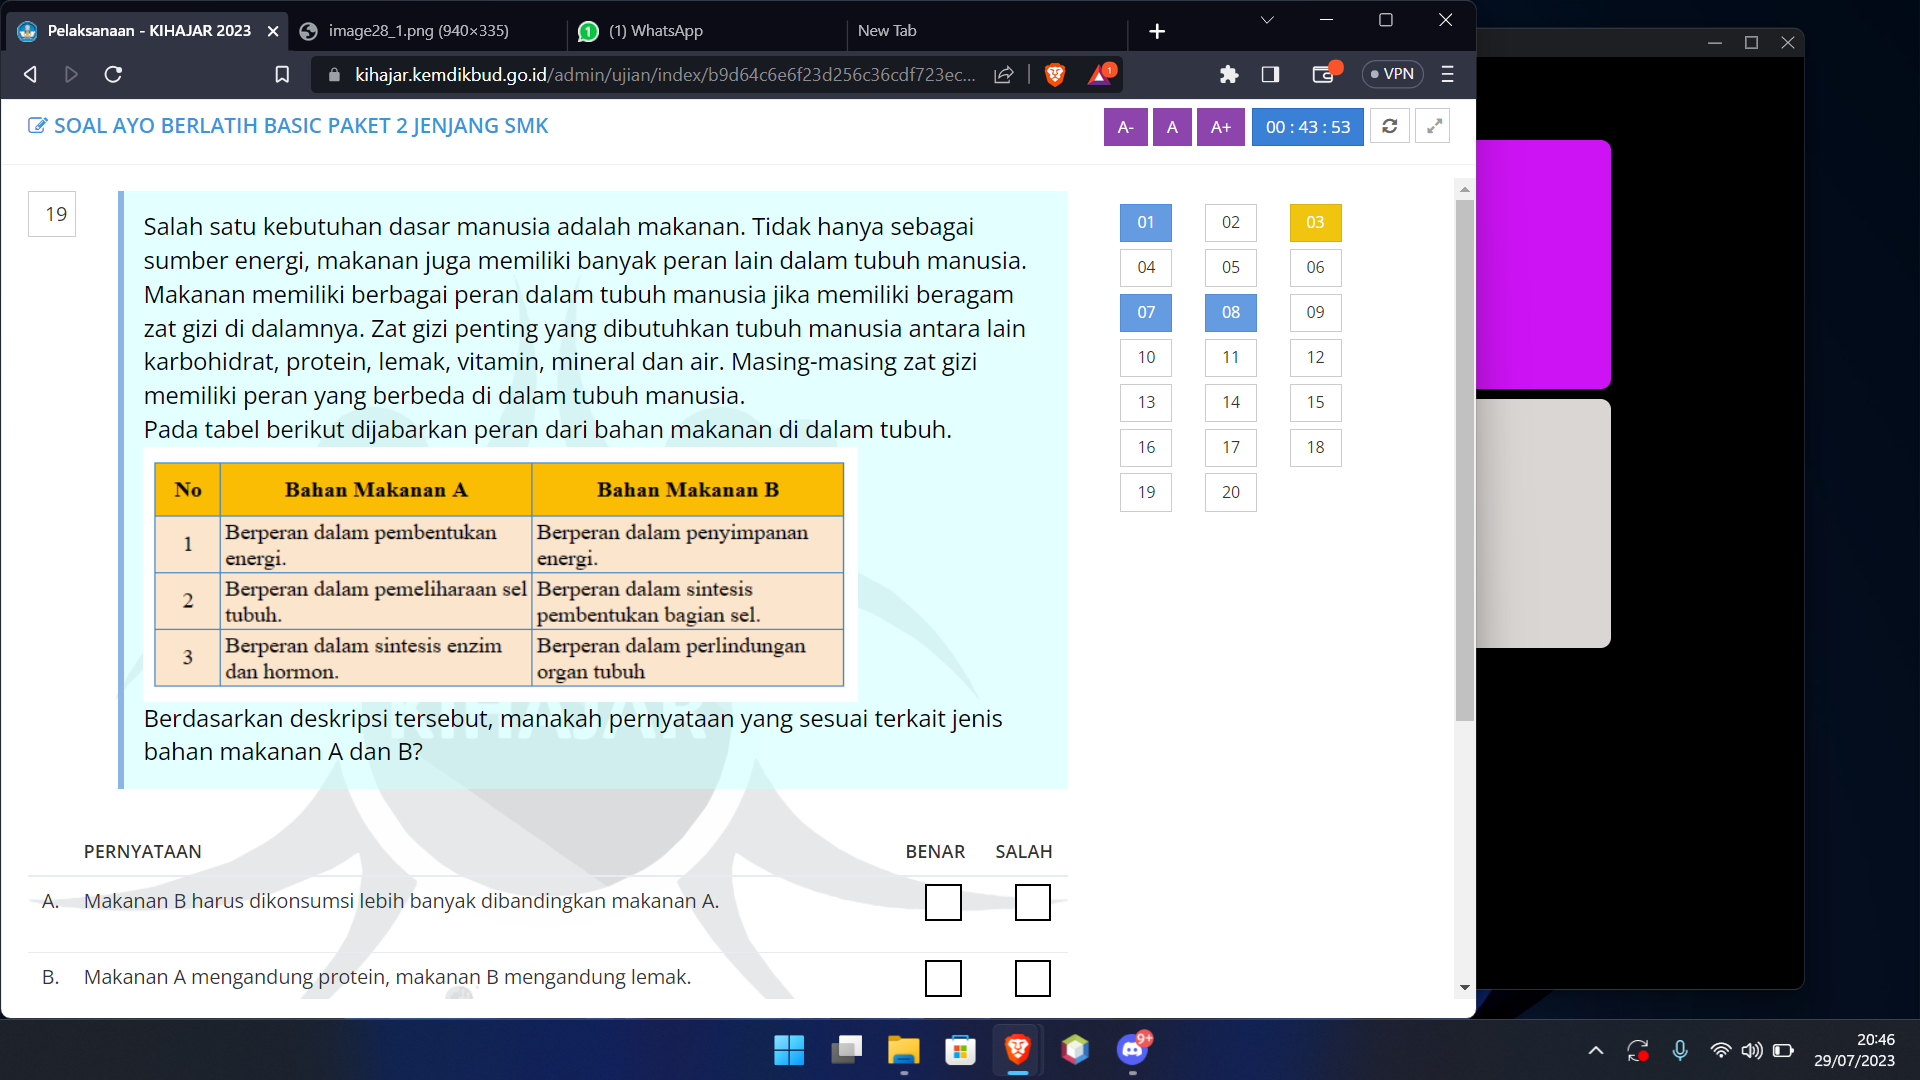 Pelaksanaan - KIHAJAR 2023
image28_1.png (940×335)
(1) WhatsApp
New Tab
kihajar.kemdikbud.go.id/admin/ujian/index/b9d64c6e6f23d256c36cdf723ec...
1
VPN
SOAL AYO BERLATIH BASIC PAKET 2 JENJANG SMK
A-
A
A+
00 : 43 : 53
19
Salah satu kebutuhan dasar manusia adalah makanan. Tidak hanya sebagai
sumber energi, makanan juga memiliki banyak peran lain dalam tubuh manusia.
Makanan memiliki berbagai peran dalam tubuh manusia jika memiliki beragam
zat gizi di dalamnya. Zat gizi penting yang dibutuhkan tubuh manusia antara lain
karbohidrat, protein, lemak, vitamin, mineral dan air. Masing-masing zat gizi
memiliki peran yang berbeda di dalam tubuh manusia.
Pada tabel berikut dijabarkan peran dari bahan makanan di dalam tubuh.
No Bahan Makanan A Bahan Makanan B
1 Berperan dalam pembentukan energi. Berperan dalam penyimpanan energi.
2 Berperan dalam pemeliharaan sel tubuh. Berperan dalam sintesis pembentukan bagian sel.
3 Berperan dalam sintesis enzim dan hormon. Berperan dalam perlindungan organ tubuh
KIHAJAR
Berdasarkan deskripsi tersebut, manakah pernyataan yang sesuai terkait jenis
bahan makanan A dan B?
PERNYATAAN BENAR SALAH
A. Makanan B harus dikonsumsi lebih banyak dibandingkan makanan A.
B. Makanan A mengandung protein, makanan B mengandung lemak.
01 02 03
04 05 06
07 08 09
10 11 12
13 14 15
16 17 18
19 20
9+
20:46
29/07/2023